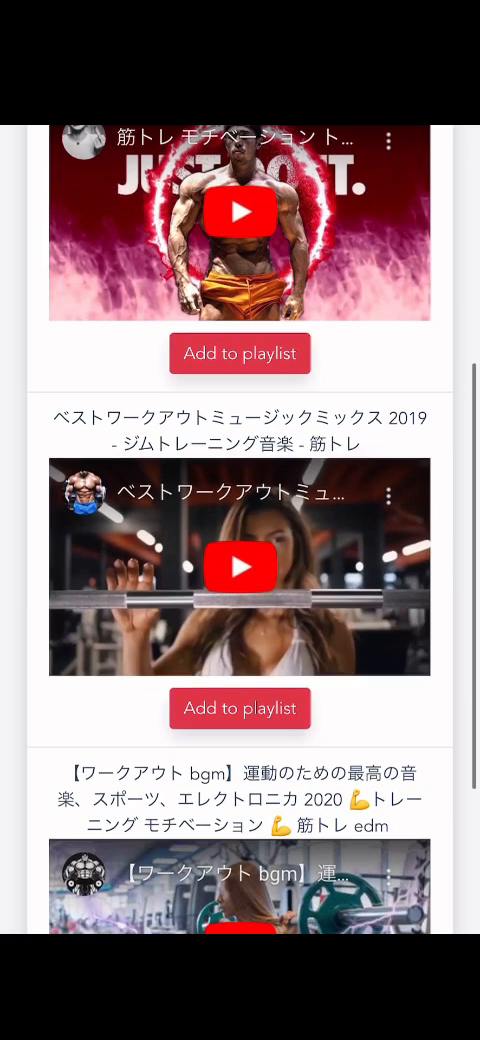 筋トレ モチベーション ト...
JUST DO IT.
Add to playlist
ベストワークアウトミュージックミックス 2019
- ジムトレーニング音楽 - 筋トレ
ベストワークアウトミュ...
Add to playlist
【ワークアウト bgm】運動のための最高の音
楽、スポーツ、エレクトロニカ 2020 💪トレー
ニング モチベーション 💪 筋トレ edm
【ワークアウト bgm】運...